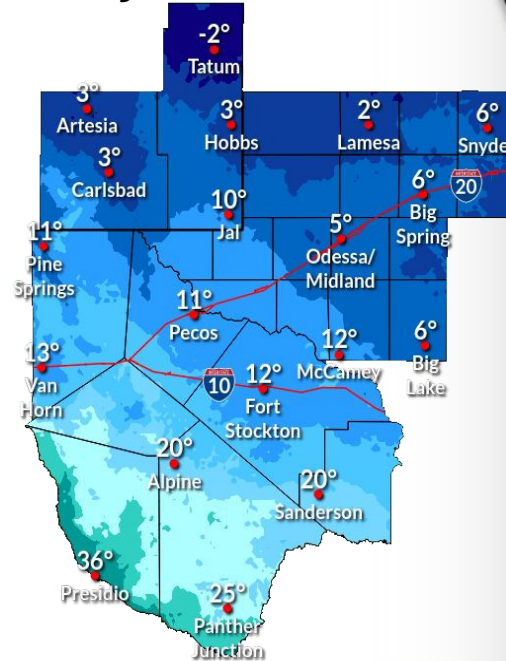 -2°
Tatum
3°
Artesia
3°
Hobbs
2°
Lamesa
6°
Snyde
3°
Carlsbad
6°
Big
Spring
20
10°
Jal
5°
Odessa/
Midland
11°
Pine
Springs
11°
Pecos
12°
McCamey
6°
Big
Lake
13°
Van
Horn
10
12°
Fort
Stockton
20°
Alpine
20°
Sanderson
36°
Presidio
25°
Panther
Junction